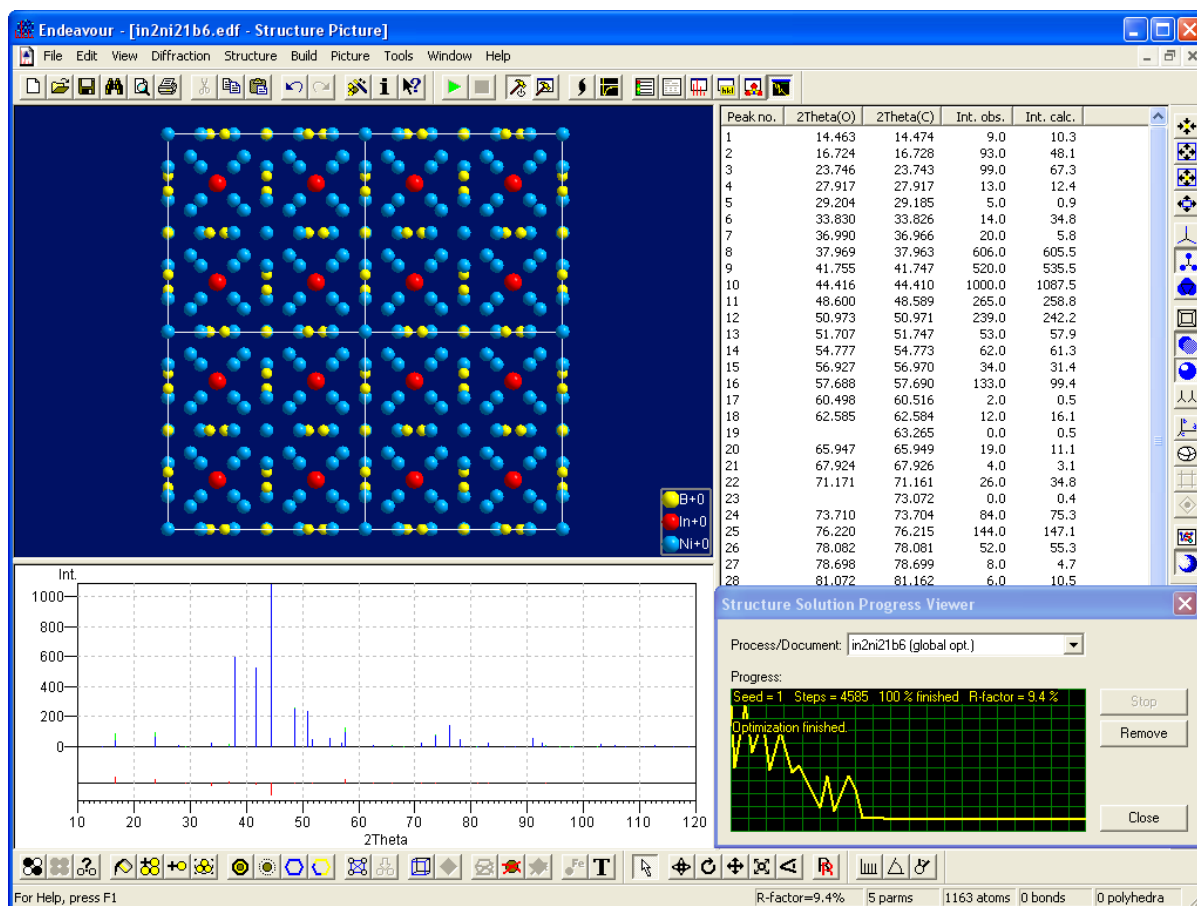 Endeavour - [in2ni21b6.edf - Structure Picture]
File Edit View Diffraction Structure Build Picture Tools Window Help
Peak no. 2Theta(O) 2Theta(C) Int. obs. Int. calc.
1 14.463 14.474 9.0 10.3
2 16.724 16.728 93.0 48.1
3 23.746 23.743 99.0 67.3
4 27.917 27.917 13.0 12.4
5 29.204 29.185 5.0 0.9
6 33.830 33.826 14.0 34.8
7 36.990 36.966 20.0 5.8
8 37.969 37.963 606.0 605.5
9 41.755 41.747 520.0 535.5
10 44.416 44.410 1000.0 1087.5
11 48.600 48.589 265.0 258.8
12 50.973 50.971 239.0 242.2
13 51.707 51.747 53.0 57.9
14 54.777 54.773 62.0 61.3
15 56.927 56.970 34.0 31.4
16 57.688 57.690 133.0 99.4
17 60.498 60.516 2.0 0.5
18 62.585 62.584 12.0 16.1
19 63.265 0.0 0.5
20 65.947 65.949 19.0 11.1
21 67.924 67.926 4.0 3.1
22 71.171 71.161 26.0 34.8
23 73.072 0.0 0.4
24 73.710 73.704 84.0 75.3
25 76.220 76.215 144.0 147.1
26 78.082 78.081 52.0 55.3
27 78.698 78.699 8.0 4.7
28 81.072 81.162 6.0 10.5
B+0
In+0
Ni+0
Int.
1000
800
600
400
200
0
10 20 30 40 50 60 70 80 90 100 110 120
2Theta
Structure Solution Progress Viewer
Process/Document: in2ni21b6 (global opt.)
Progress:
Seed = 1 Steps = 4585 100 % finished R-factor = 9.4 %
Optimization finished.
Stop
Remove
Close
Fe
T
For Help, press F1
R-factor=9.4% 5 parms 1163 atoms 0 bonds 0 polyhedra